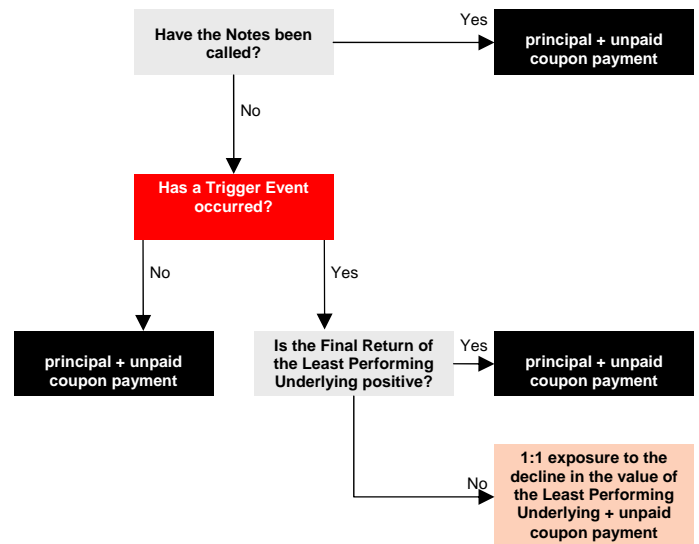 Have the Notes been
called?
Yes
principal + unpaid
coupon payment
No
Has a Trigger Event
occurred?
No
Yes
principal + unpaid
coupon payment
Is the Final Return of
the Least Performing
Underlying positive?
Yes
principal + unpaid
coupon payment
No
1:1 exposure to the
decline in the value of
the Least Performing
Underlying + unpaid
coupon payment